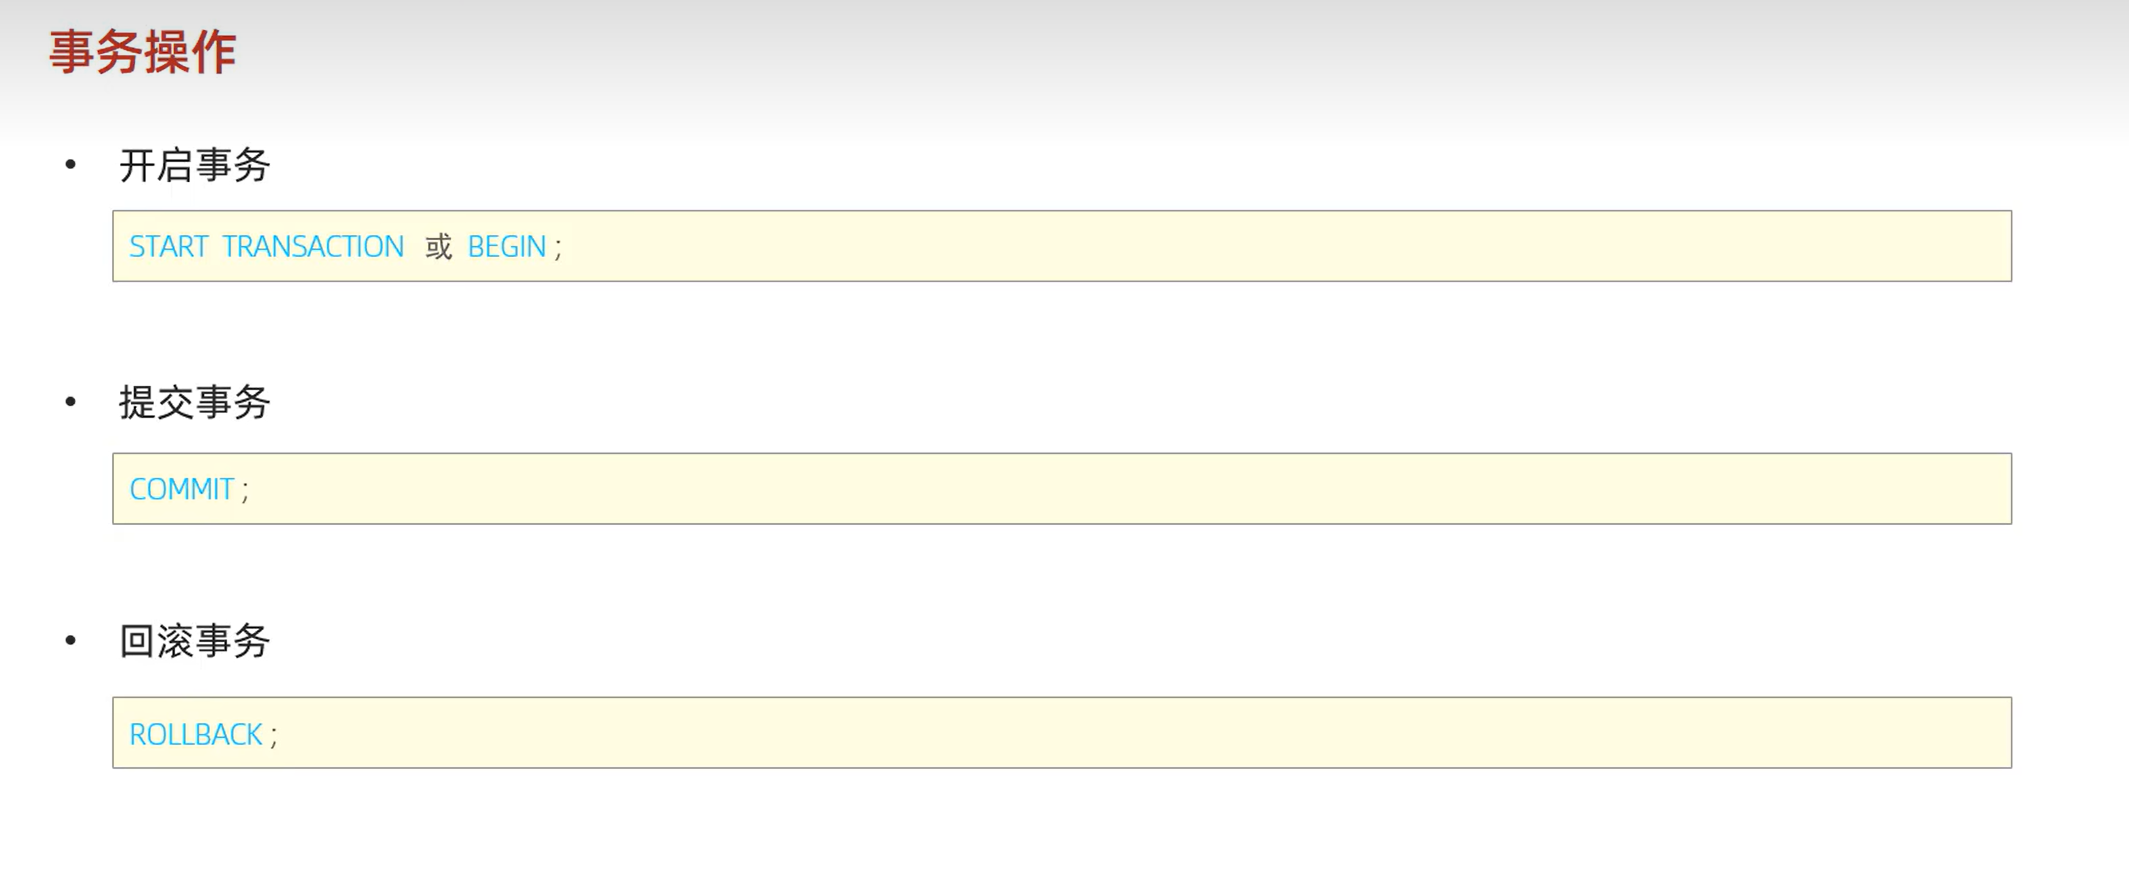 事务操作
• 开启事务
START TRANSACTION 或 BEGIN ;
• 提交事务
COMMIT ;
• 回滚事务
ROLLBACK ;